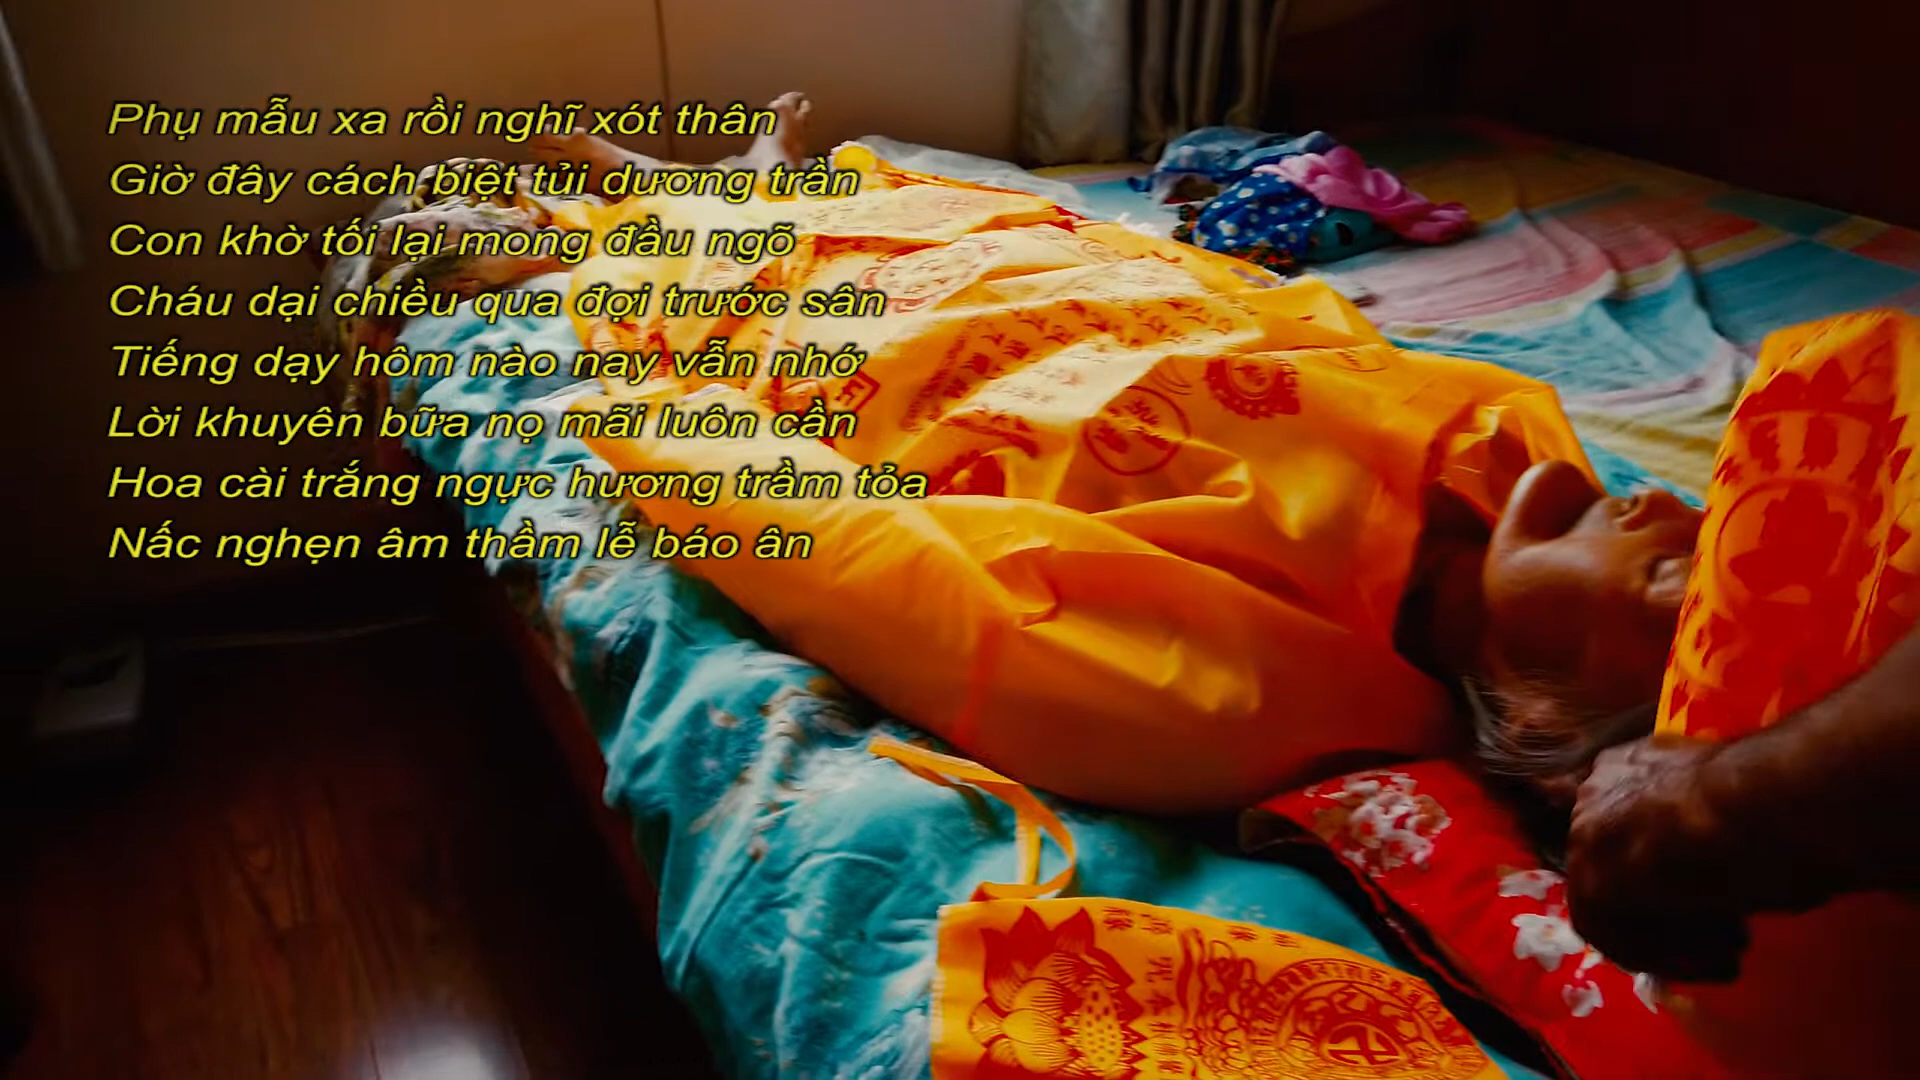 Phụ mẫu xa rồi nghĩ xót thân
Giờ đây cách biệt tủi dương trần
Con khờ tối lại mong đầu ngõ
Cháu dại chiều qua đợi trước sân
Tiếng dạy hôm nào nay vẫn nhớ
Lời khuyên bữa nọ mãi luôn cần
Hoa cài trắng ngực hương trầm tỏa
Nấc nghẹn âm thầm lễ báo ân